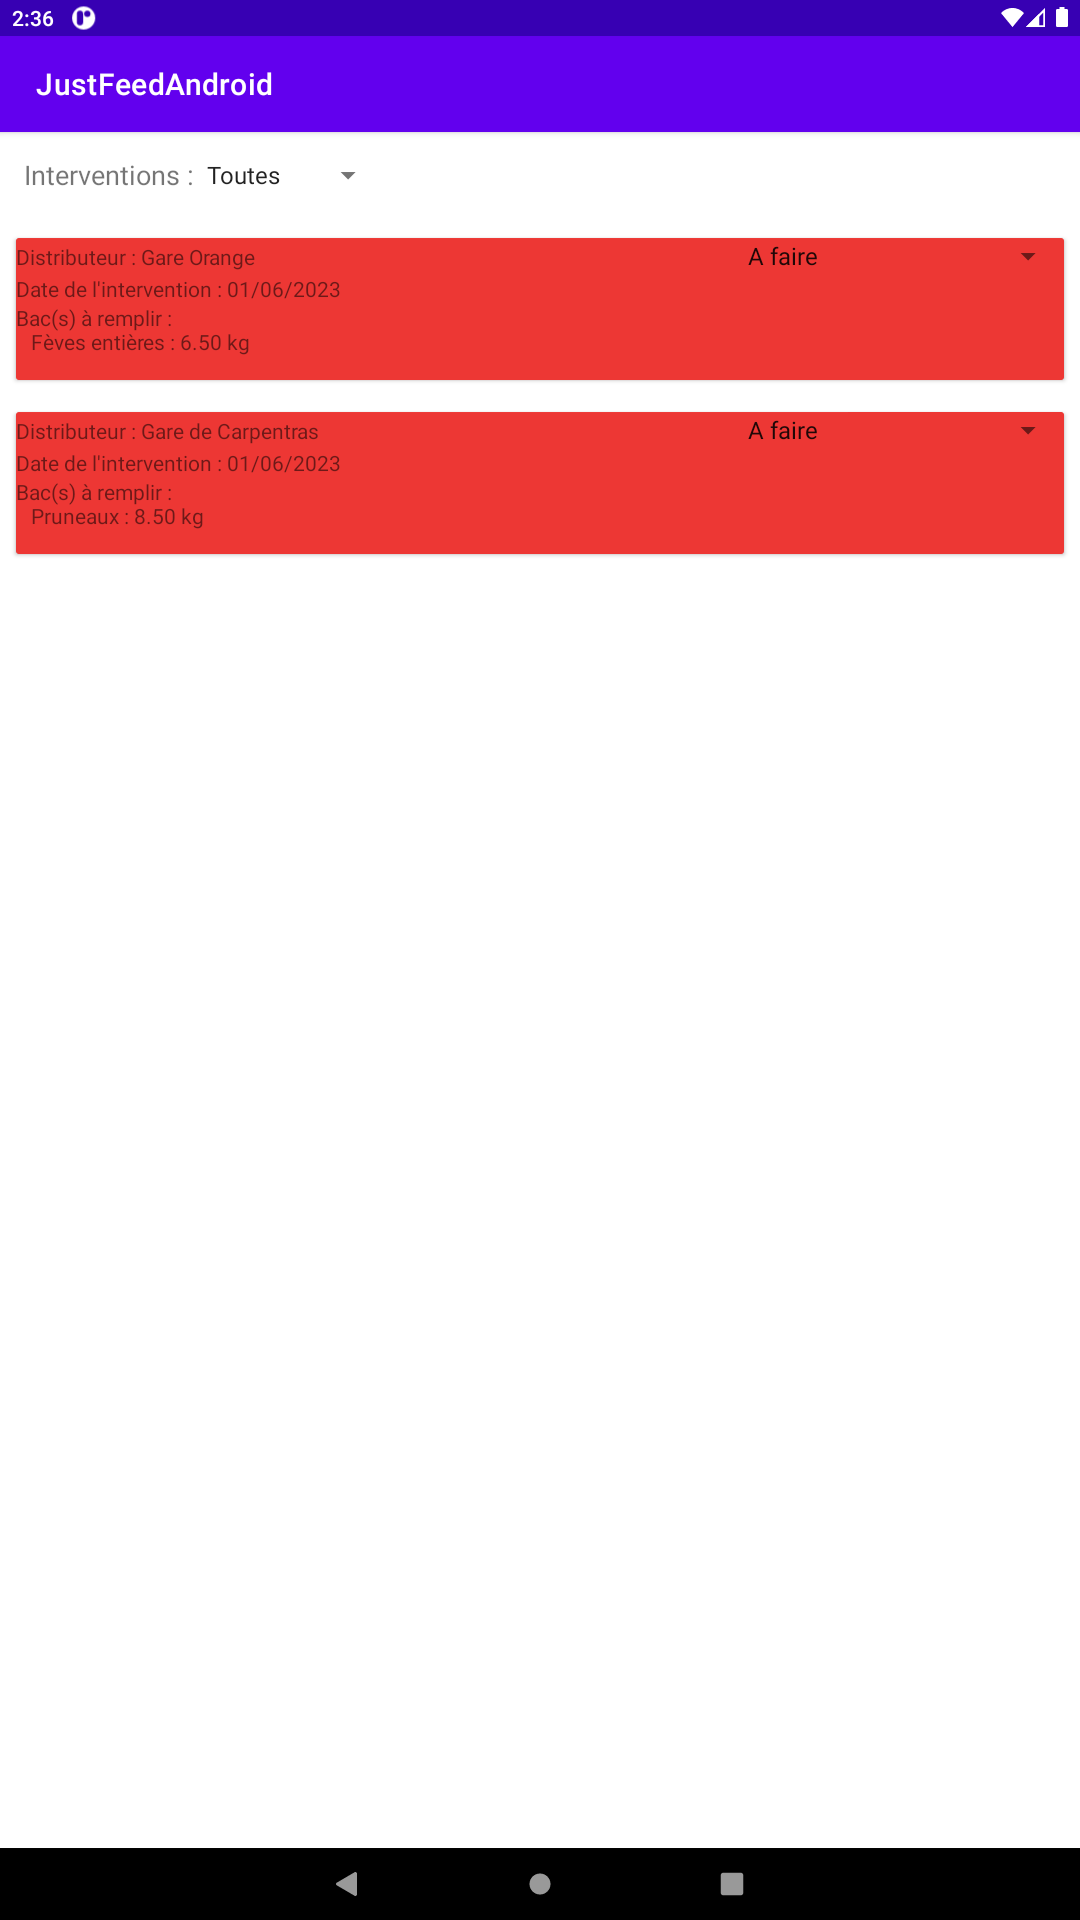 2:36
JustFeedAndroid
Interventions : Toutes
Distributeur : Gare Orange A faire
Date de l'intervention : 01/06/2023
Bac(s) à remplir :
Fèves entières : 6.50 kg
Distributeur : Gare de Carpentras A faire
Date de l'intervention : 01/06/2023
Bac(s) à remplir :
Pruneaux : 8.50 kg